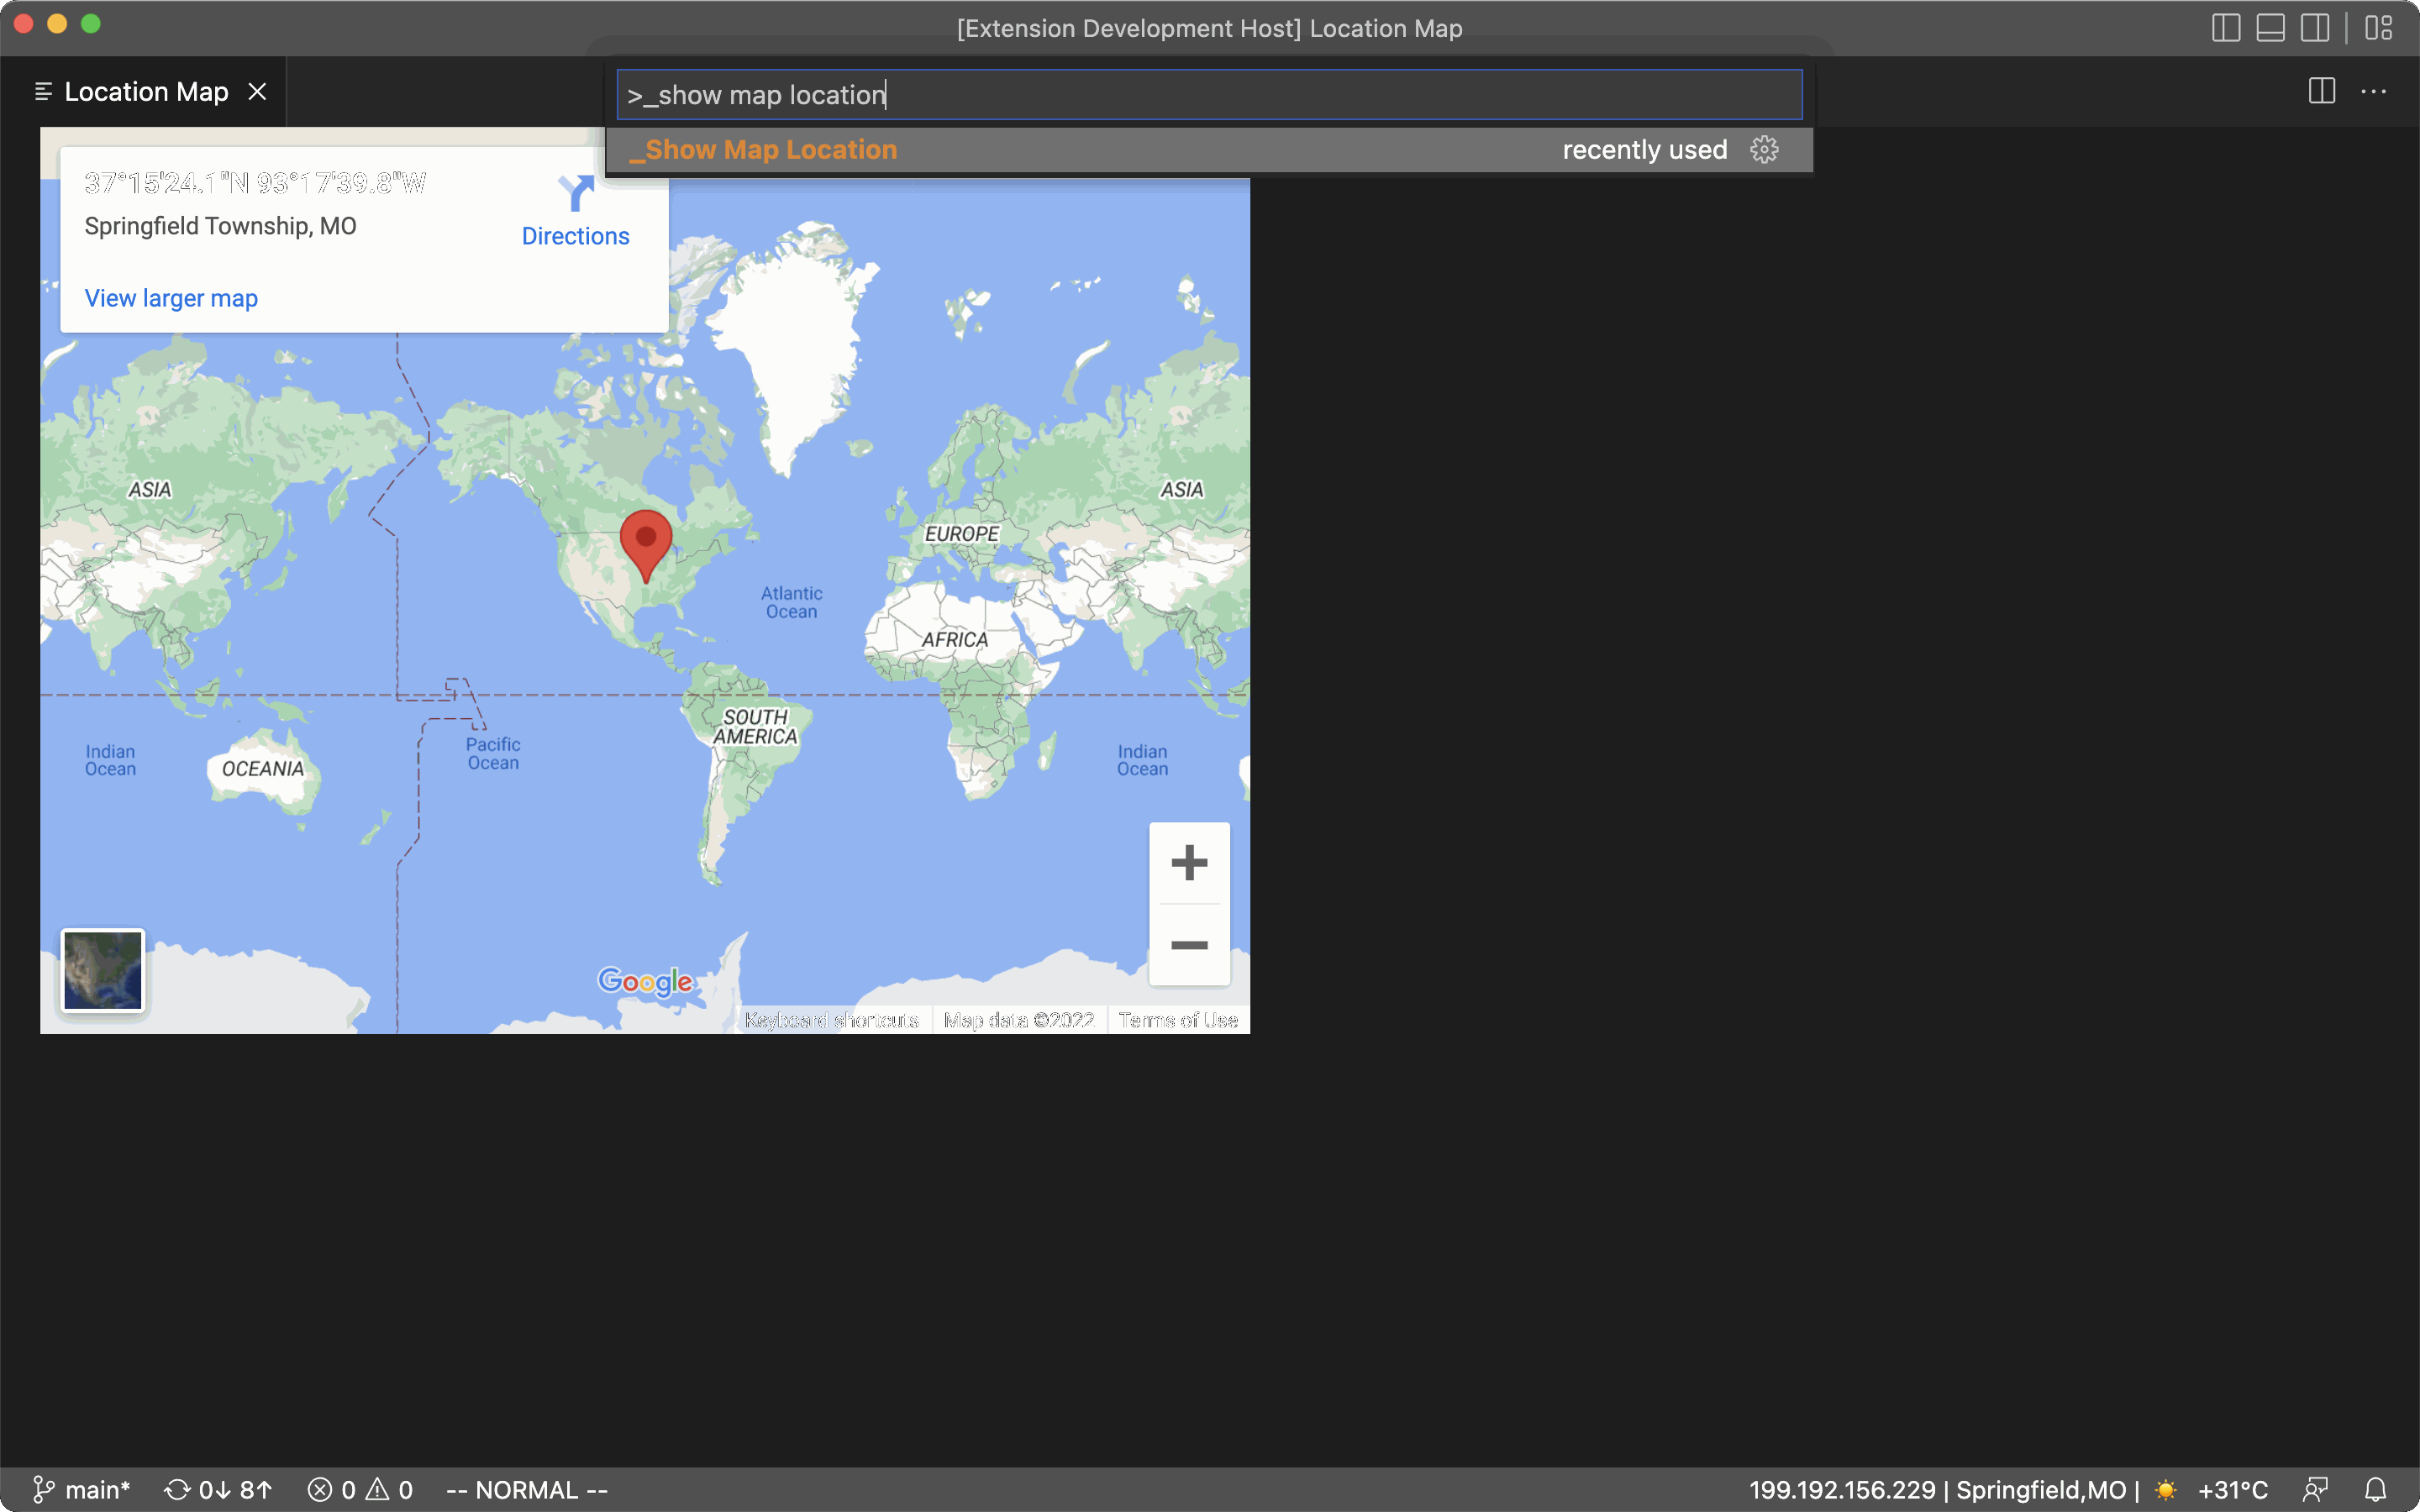 [Extension Development Host] Location Map
Location Map
>_show map location
_Show Map Location
recently used
37°15'24.1"N 93°17'39.8"W
Springfield Township, MO
Directions
View larger map
ASIA
ASIA
EUROPE
Atlantic
Ocean
AFRICA
SOUTH
AMERICA
Pacific
Ocean
Indian
Ocean
OCEANIA
Indian
Ocean
Google
Keyboard shortcuts
Map data ©2022
Terms of Use
main* 0↓ 8↑ 0 0 -- NORMAL --
199.192.156.229 | Springfield,MO | ☀️ +31°C